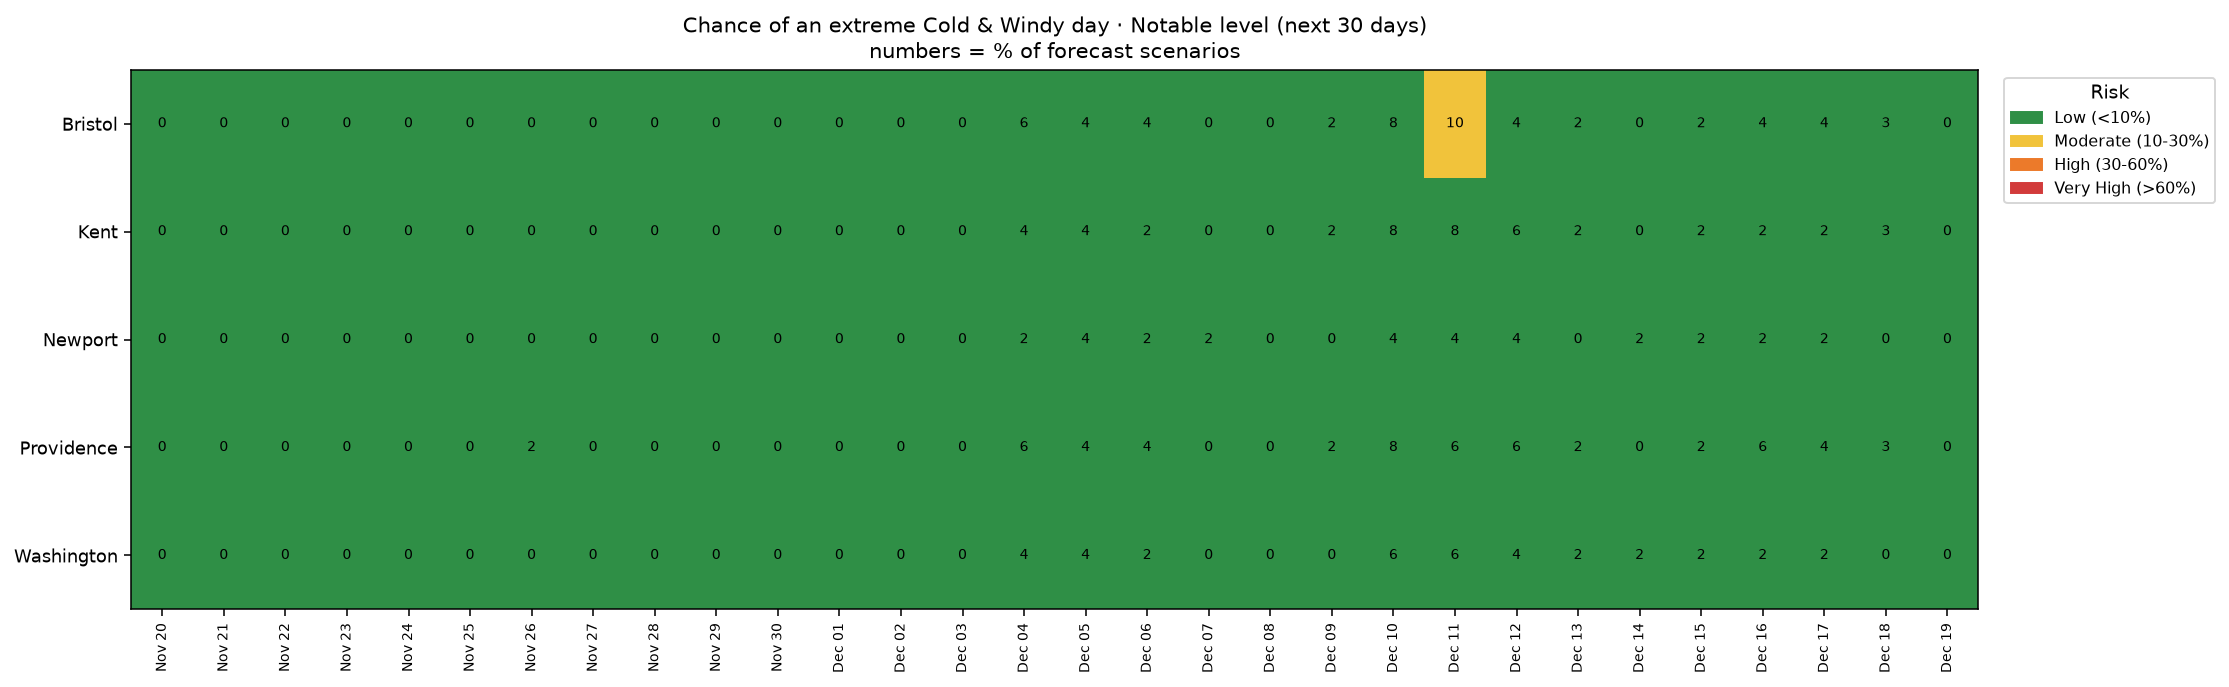 Chance of an extreme Cold & Windy day · Notable level (next 30 days)
numbers = % of forecast scenarios
Risk
Low (<10%)
Moderate (10-30%)
High (30-60%)
Very High (>60%)
Bristol 0 0 0 0 0 0 0 0 0 0 0 0 0 0 6 4 4 0 0 2 8 10 4 2 0 2 4 4 3 0
Kent 0 0 0 0 0 0 0 0 0 0 0 0 0 0 4 4 2 0 0 2 8 8 6 2 0 2 2 2 3 0
Newport 0 0 0 0 0 0 0 0 0 0 0 0 0 0 2 4 2 2 0 0 4 4 4 0 2 2 2 2 0 0
Providence 0 0 0 0 0 0 2 0 0 0 0 0 0 0 6 4 4 0 0 2 8 6 6 2 0 2 6 4 3 0
Washington 0 0 0 0 0 0 0 0 0 0 0 0 0 0 4 4 2 0 0 0 6 6 4 2 2 2 2 2 0 0
Nov 20 Nov 21 Nov 22 Nov 23 Nov 24 Nov 25 Nov 26 Nov 27 Nov 28 Nov 29 Nov 30 Dec 01 Dec 02 Dec 03 Dec 04 Dec 05 Dec 06 Dec 07 Dec 08 Dec 09 Dec 10 Dec 11 Dec 12 Dec 13 Dec 14 Dec 15 Dec 16 Dec 17 Dec 18 Dec 19